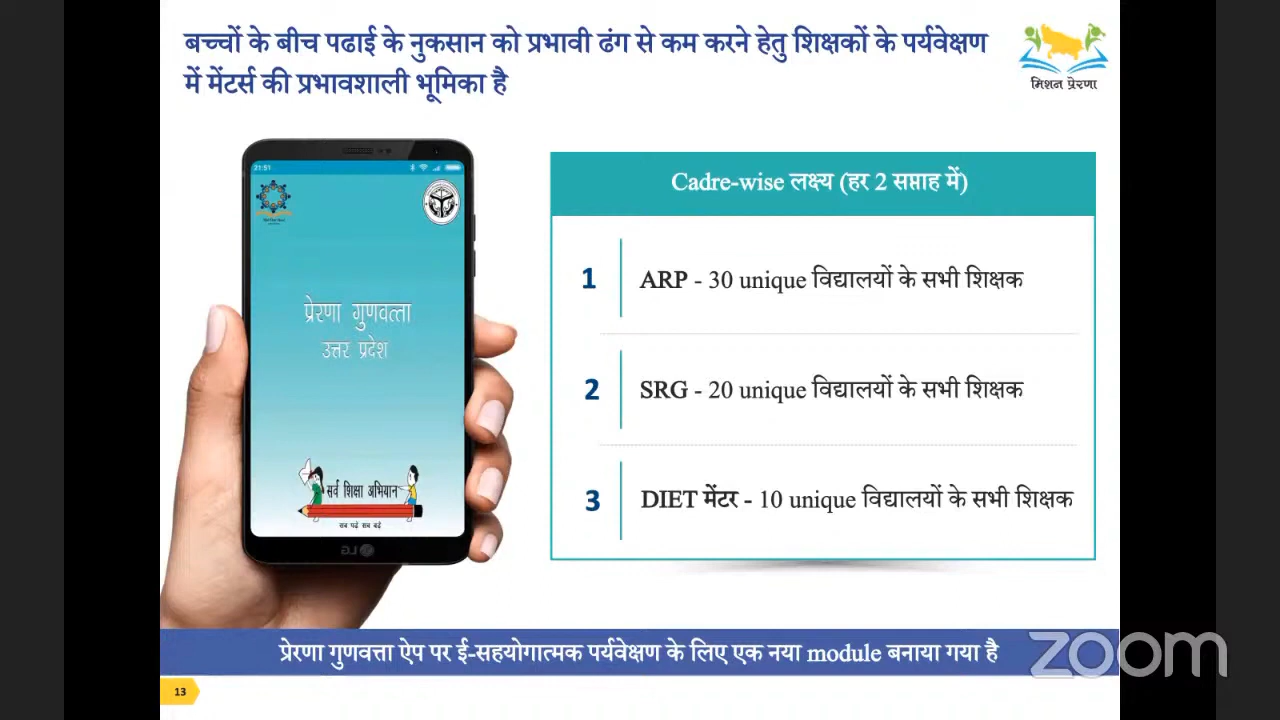 बच्चों के बीच पढाई के नुकसान को प्रभावी ढंग से कम करने हेतु शिक्षकों के पर्यवेक्षण
में मेंटर्स की प्रभावशाली भूमिका है
मिशन प्रेरणा
21:51
प्रेरणा गुणवत्ता
उत्तर प्रदेश
सर्व शिक्षा अभियान
सब पढ़े सब बढ़े
LG
Cadre-wise लक्ष्य (हर 2 सप्ताह में)
1 ARP - 30 unique विद्यालयों के सभी शिक्षक
2 SRG - 20 unique विद्यालयों के सभी शिक्षक
3 DIET मेंटर - 10 unique विद्यालयों के सभी शिक्षक
प्रेरणा गुणवत्ता ऐप पर ई-सहयोगात्मक पर्यवेक्षण के लिए एक नया module बनाया गया है
zoom
13